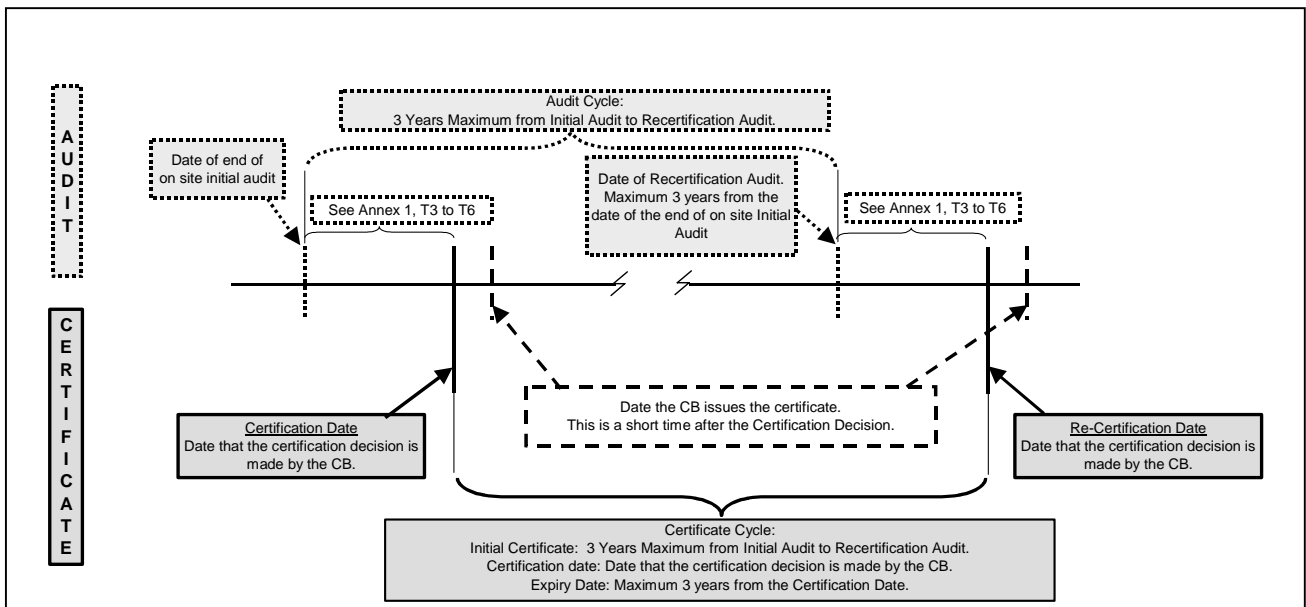 AUDIT
Audit Cycle:
3 Years Maximum from Initial Audit to Recertification Audit.
Date of end of
on site initial audit
See Annex 1, T3 to T6
Date of Recertification Audit.
Maximum 3 years from the
date of the end of on site Initial
Audit
See Annex 1, T3 to T6
CERTIFICATE
Certification Date
Date that the certification decision is
made by the CB.
Date the CB issues the certificate.
This is a short time after the Certification Decision.
Re-Certification Date
Date that the certification decision is
made by the CB.
Certificate Cycle:
Initial Certificate: 3 Years Maximum from Initial Audit to Recertification Audit.
Certification date: Date that the certification decision is made by the CB.
Expiry Date: Maximum 3 years from the Certification Date.